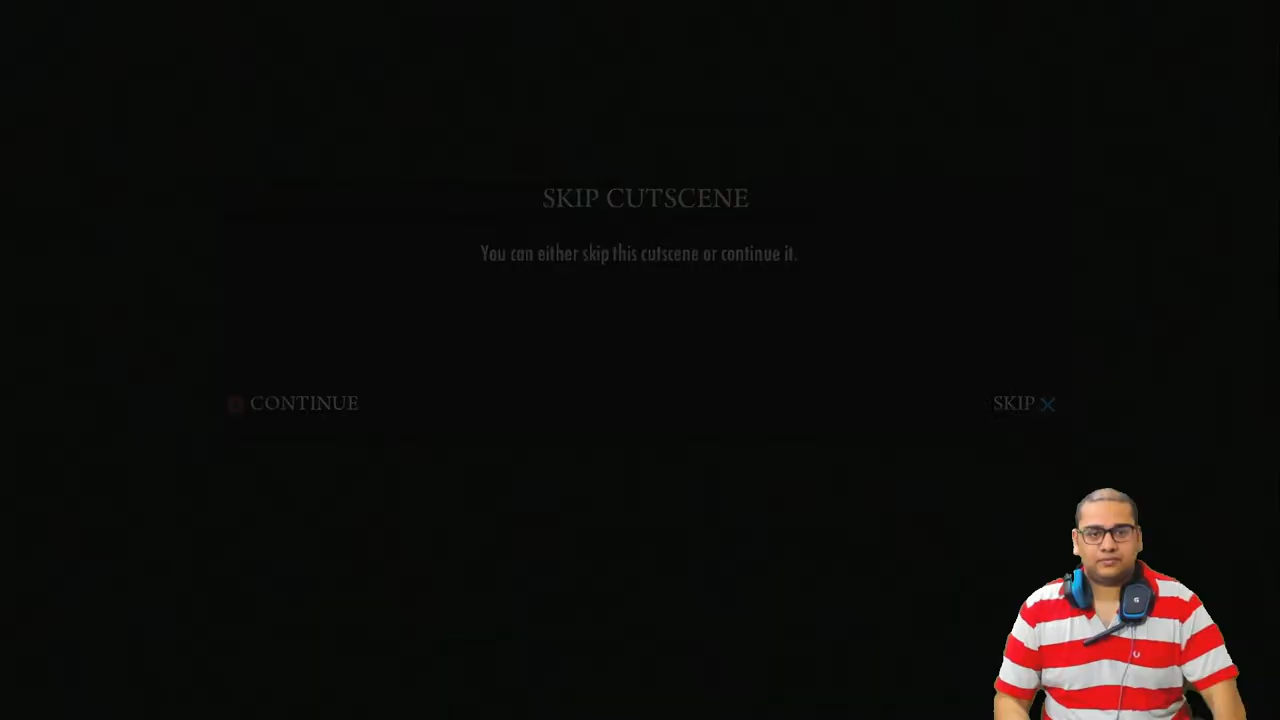 SKIP CUTSCENE
You can either skip this cutscene or continue it.
CONTINUE
SKIP